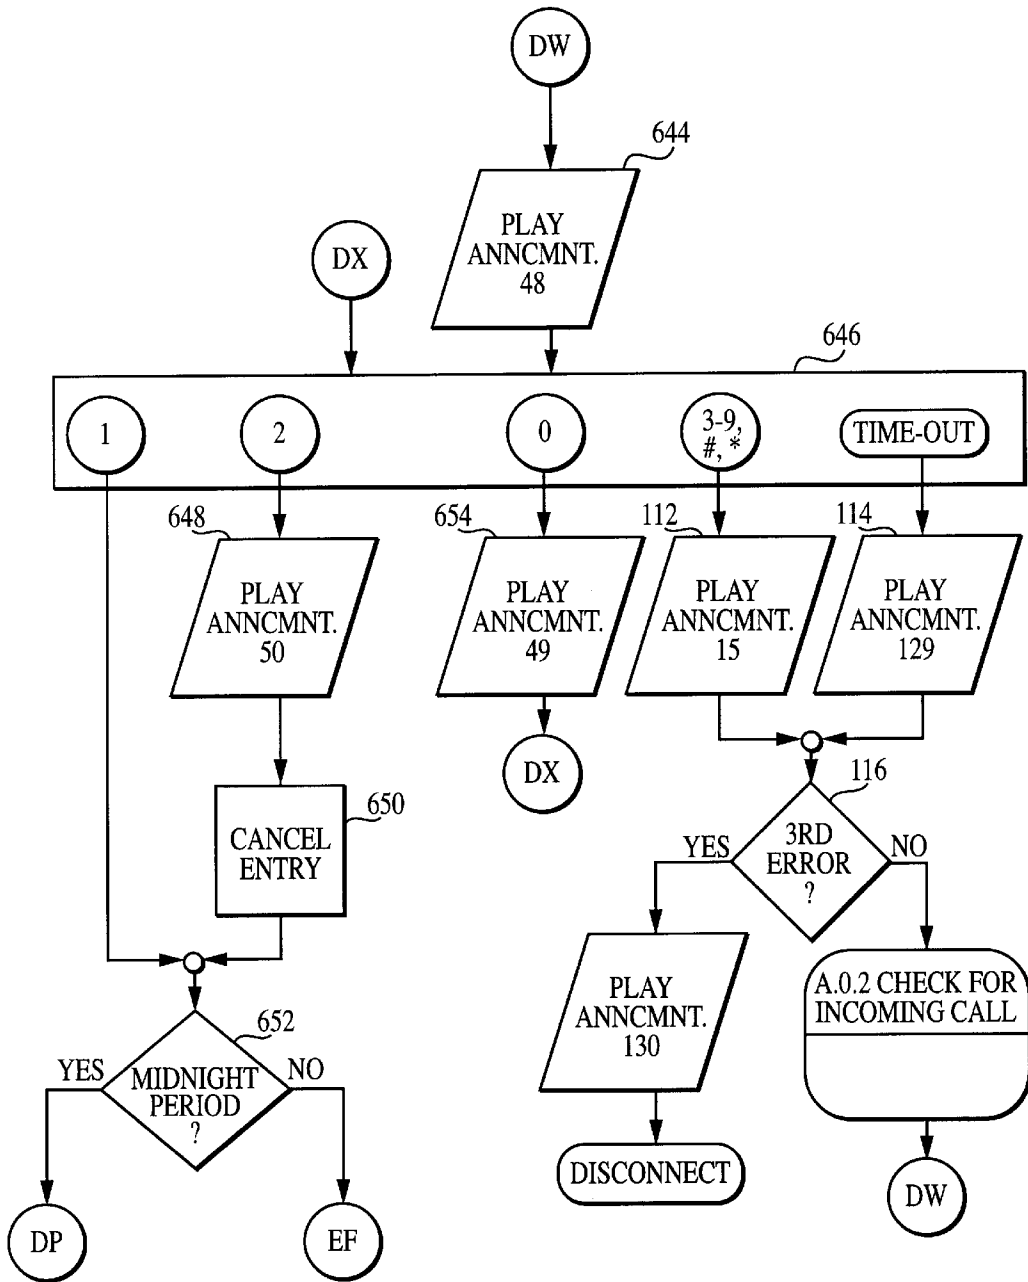 DW
644
PLAY
ANNCMNT.
48
DX
646
1
2
0
3-9,
#, *
TIME-OUT
648
654
112
114
PLAY
ANNCMNT.
50
PLAY
ANNCMNT.
49
PLAY
ANNCMNT.
15
PLAY
ANNCMNT.
129
DX
116
650
CANCEL
ENTRY
YES
3RD
ERROR
?
NO
PLAY
ANNCMNT.
130
A.0.2 CHECK FOR
INCOMING CALL
652
YES
MIDNIGHT
PERIOD
?
NO
DISCONNECT
DW
DP
EF